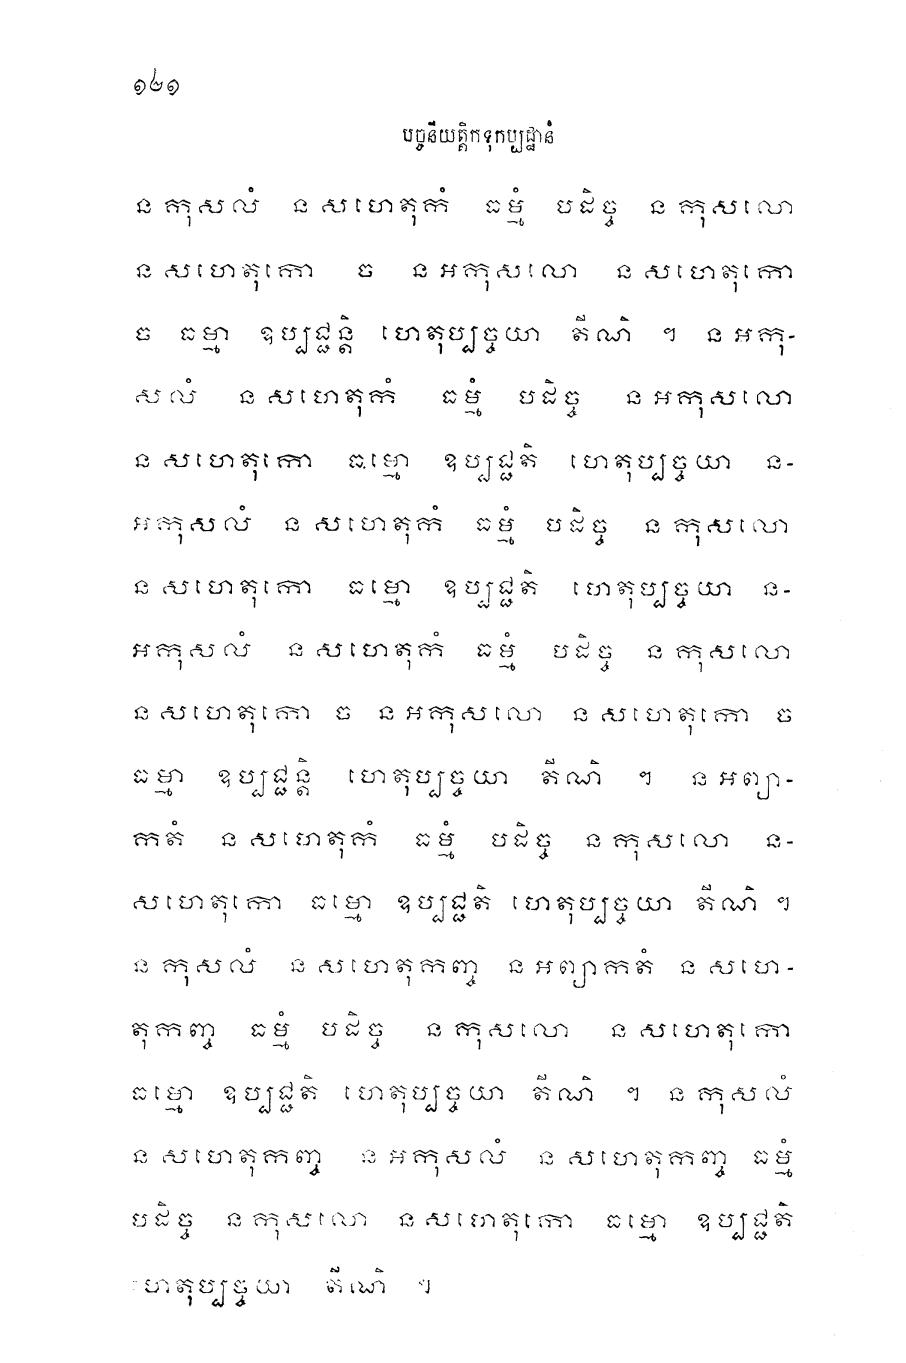 ១២១
បច្ចនីយត្តិកទុកប្បដ្ឋានំ
ន កុសលំ ន សហេតុកំ ធម្មំ បដិច្ច ន កុសលោ
ន សហេតុកោ ច ន អកុសលោ ន សហេតុកោ
ច ធម្មា ឧប្បជ្ជន្តិ ហេតុប្បច្ចយា តីណិ ។ ន អកុ-
សលំ ន សហេតុកំ ធម្មំ បដិច្ច ន អកុសលោ
ន សហេតុកោ ធម្មោ ឧប្បជ្ជតិ ហេតុប្បច្ចយា ន-
អកុសលំ ន សហេតុកំ ធម្មំ បដិច្ច ន កុសលោ
ន សហេតុកោ ធម្មោ ឧប្បជ្ជតិ ហេតុប្បច្ចយា ន-
អកុសលំ ន សហេតុកំ ធម្មំ បដិច្ច ន កុសលោ
ន សហេតុកោ ច ន អកុសលោ ន សហេតុកោ ច
ធម្មា ឧប្បជ្ជន្តិ ហេតុប្បច្ចយា តីណិ ។ ន អព្យា-
កតំ ន សហេតុកំ ធម្មំ បដិច្ច ន កុសលោ ន-
សហេតុកោ ធម្មោ ឧប្បជ្ជតិ ហេតុប្បច្ចយា តីណិ ។
ន កុសលំ ន សហេតុកញ្ច ន អព្យាកតំ ន សហេ-
តុកញ្ច ធម្មំ បដិច្ច ន កុសលោ ន សហេតុកោ
ធម្មោ ឧប្បជ្ជតិ ហេតុប្បច្ចយា តីណិ ។ ន កុសលំ
ន សហេតុកញ្ច ន អកុសលំ ន សហេតុកញ្ច ធម្មំ
បដិច្ច ន កុសលោ ន សហេតុកោ ធម្មោ ឧប្បជ្ជតិ
ហេតុប្បច្ចយា តីណិ ។